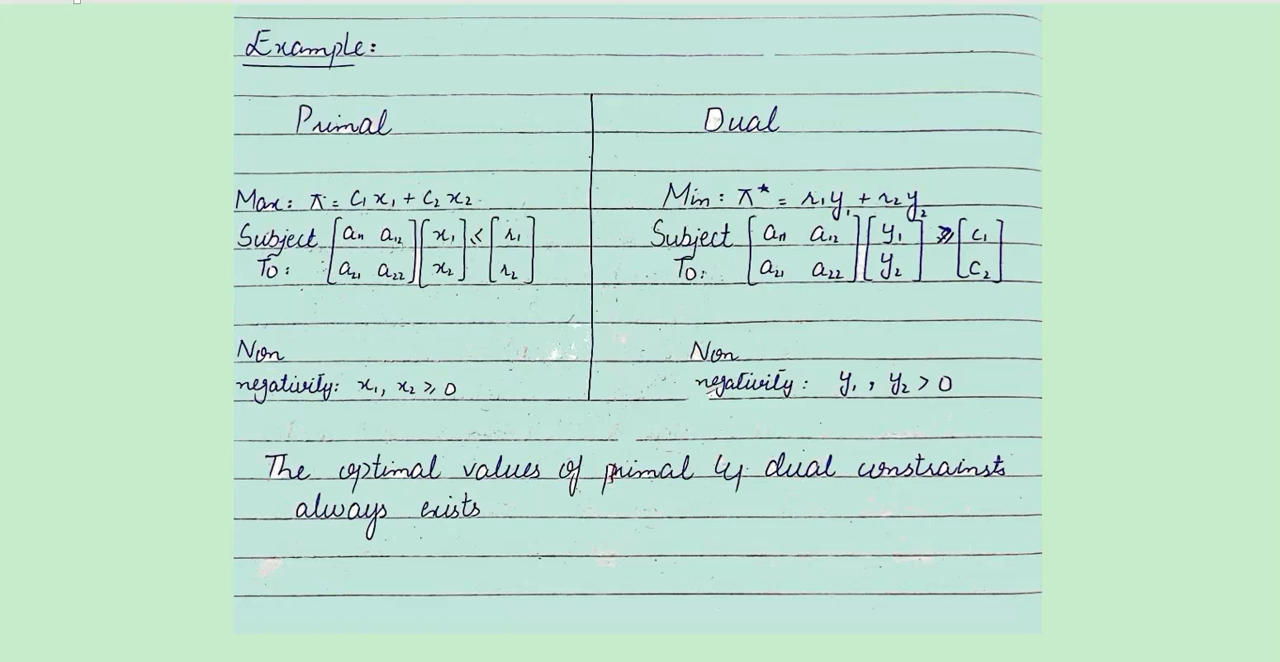 Example:
Primal
Dual
Max: π = C₁x₁ + C₂x₂.
Min: π* = r₁y₁ + r₂y₂
Subject [a₁₁ a₁₂] [x₁] ≤ [r₁]
To: [a₂₁ a₂₂] [x₂] [r₂]
Subject [a₁₁ a₁₂] [y₁] ≥ [c₁]
To: [a₂₁ a₂₂] [y₂] [c₂]
Non
negativity: x₁, x₂ ≥ 0
Non
negativity: y₁, y₂ > 0
The optimal values of primal & dual constrainsts
always exists